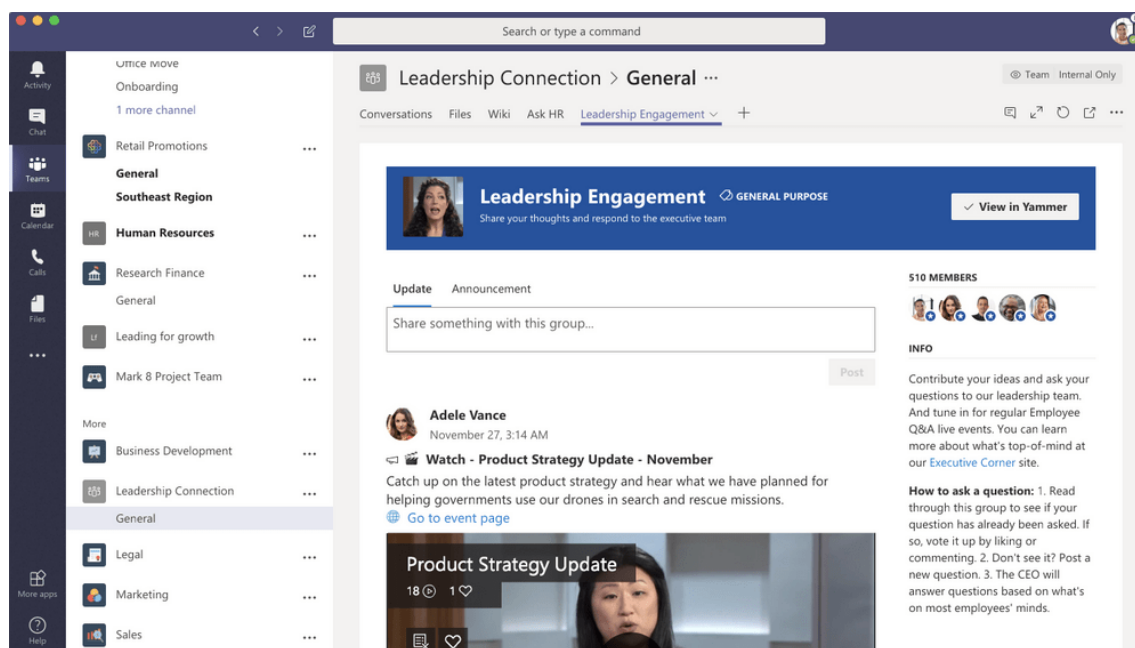 Search or type a command
Activity
Chat
Teams
Calendar
Calls
Files
More apps
Help
Office Move
Onboarding
1 more channel
Retail Promotions
General
Southeast Region
HR Human Resources
Research Finance
General
Lf Leading for growth
Mark 8 Project Team
More
Business Development
Leadership Connection
General
Legal
Marketing
Sales
Leadership Connection > General ...
Team Internal Only
Conversations Files Wiki Ask HR Leadership Engagement +
Leadership Engagement GENERAL PURPOSE
Share your thoughts and respond to the executive team
View in Yammer
Update Announcement
Share something with this group...
Post
Adele Vance
November 27, 3:14 AM
Watch - Product Strategy Update - November
Catch up on the latest product strategy and hear what we have planned for
helping governments use our drones in search and rescue missions.
Go to event page
Product Strategy Update
18 1
510 MEMBERS
INFO
Contribute your ideas and ask your
questions to our leadership team.
And tune in for regular Employee
Q&A live events. You can learn
more about what's top-of-mind at
our Executive Corner site.
How to ask a question: 1. Read
through this group to see if your
question has already been asked. If
so, vote it up by liking or
commenting. 2. Don't see it? Post a
new question. 3. The CEO will
answer questions based on what's
on most employees' minds.